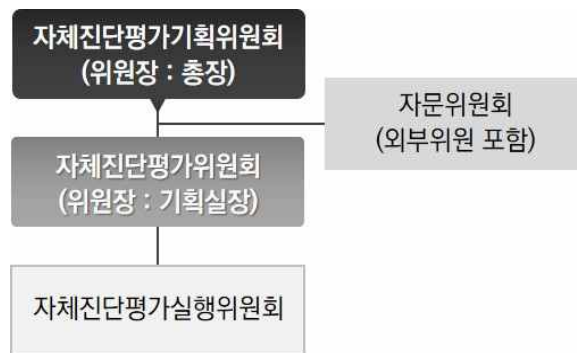 자체진단평가기획위원회
(위원장 : 총장)
자문위원회
(외부위원 포함)
자체진단평가위원회
(위원장 : 기획실장)
자체진단평가실행위원회